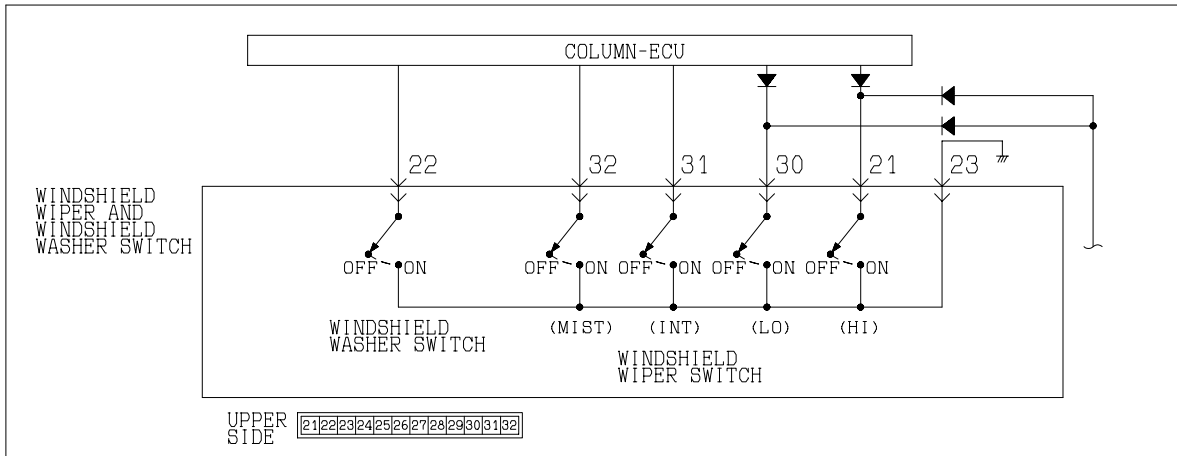 COLUMN-ECU
22 32 31 30 21 23
WINDSHIELD
WIPER AND
WINDSHIELD
WASHER SWITCH
OFF ON OFF ON OFF ON OFF ON OFF ON
WINDSHIELD
WASHER SWITCH
(MIST) (INT) (LO) (HI)
WINDSHIELD
WIPER SWITCH
UPPER
SIDE
21 22 23 24 25 26 27 28 29 30 31 32